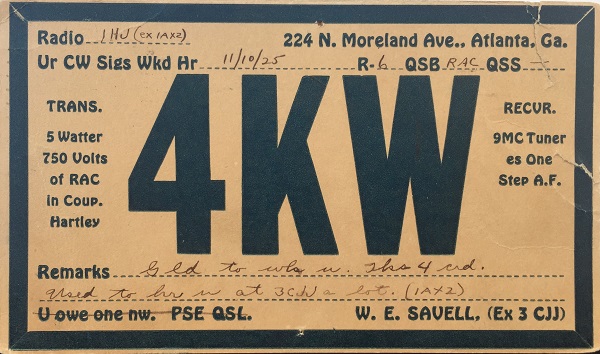 Radio 1HJ (ex 1AX2) 224 N. Moreland Ave., Atlanta, Ga.
Ur CW Sigs Wkd Hr 11/10/25 R-6 QSB RAC QSS —
TRANS.
5 Watter
750 Volts
of RAC
in Coup.
Hartley
4KW
RECVR.
9MC Tuner
es One
Step A.F.
Remarks Gld to wk u. Tks 4 crd.
Used to hr u at 3CJJ a lot. (1AX2)
U owe one nw. PSE QSL. W. E. SAVELL, (Ex 3 CJJ)